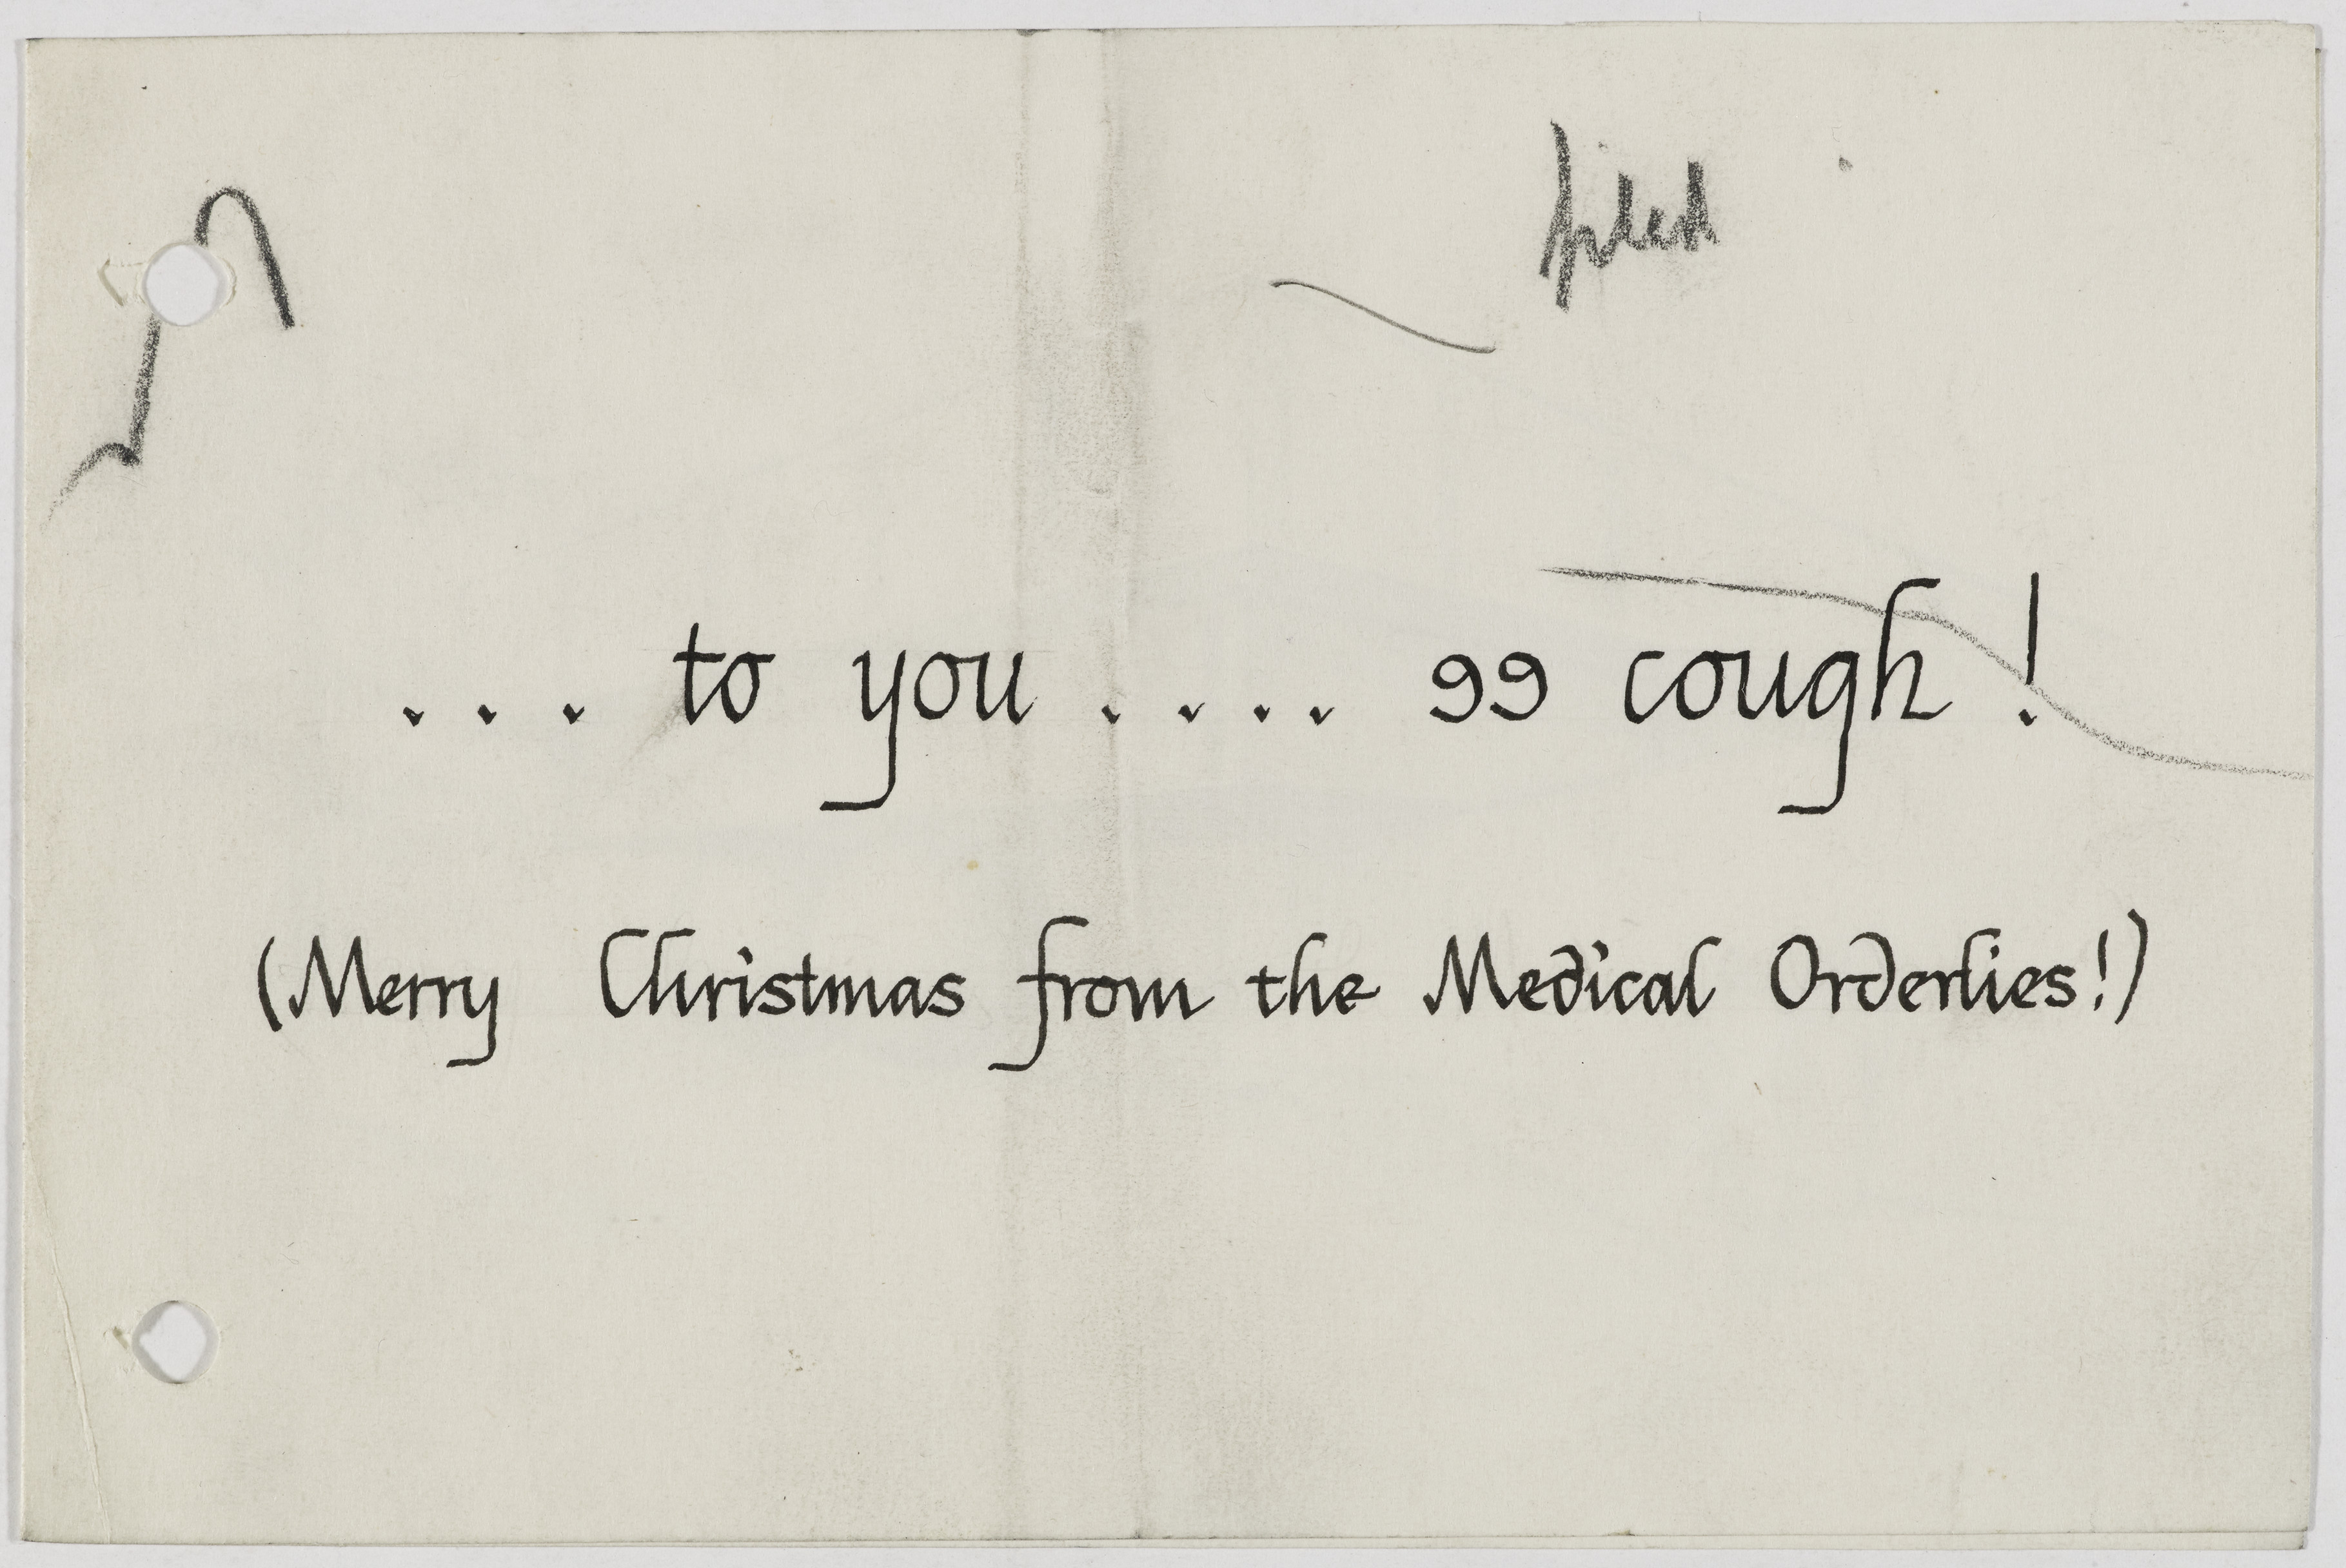 . . . to you . . . . 99 cough !
(Merry Christmas from the Medical Orderlies!)